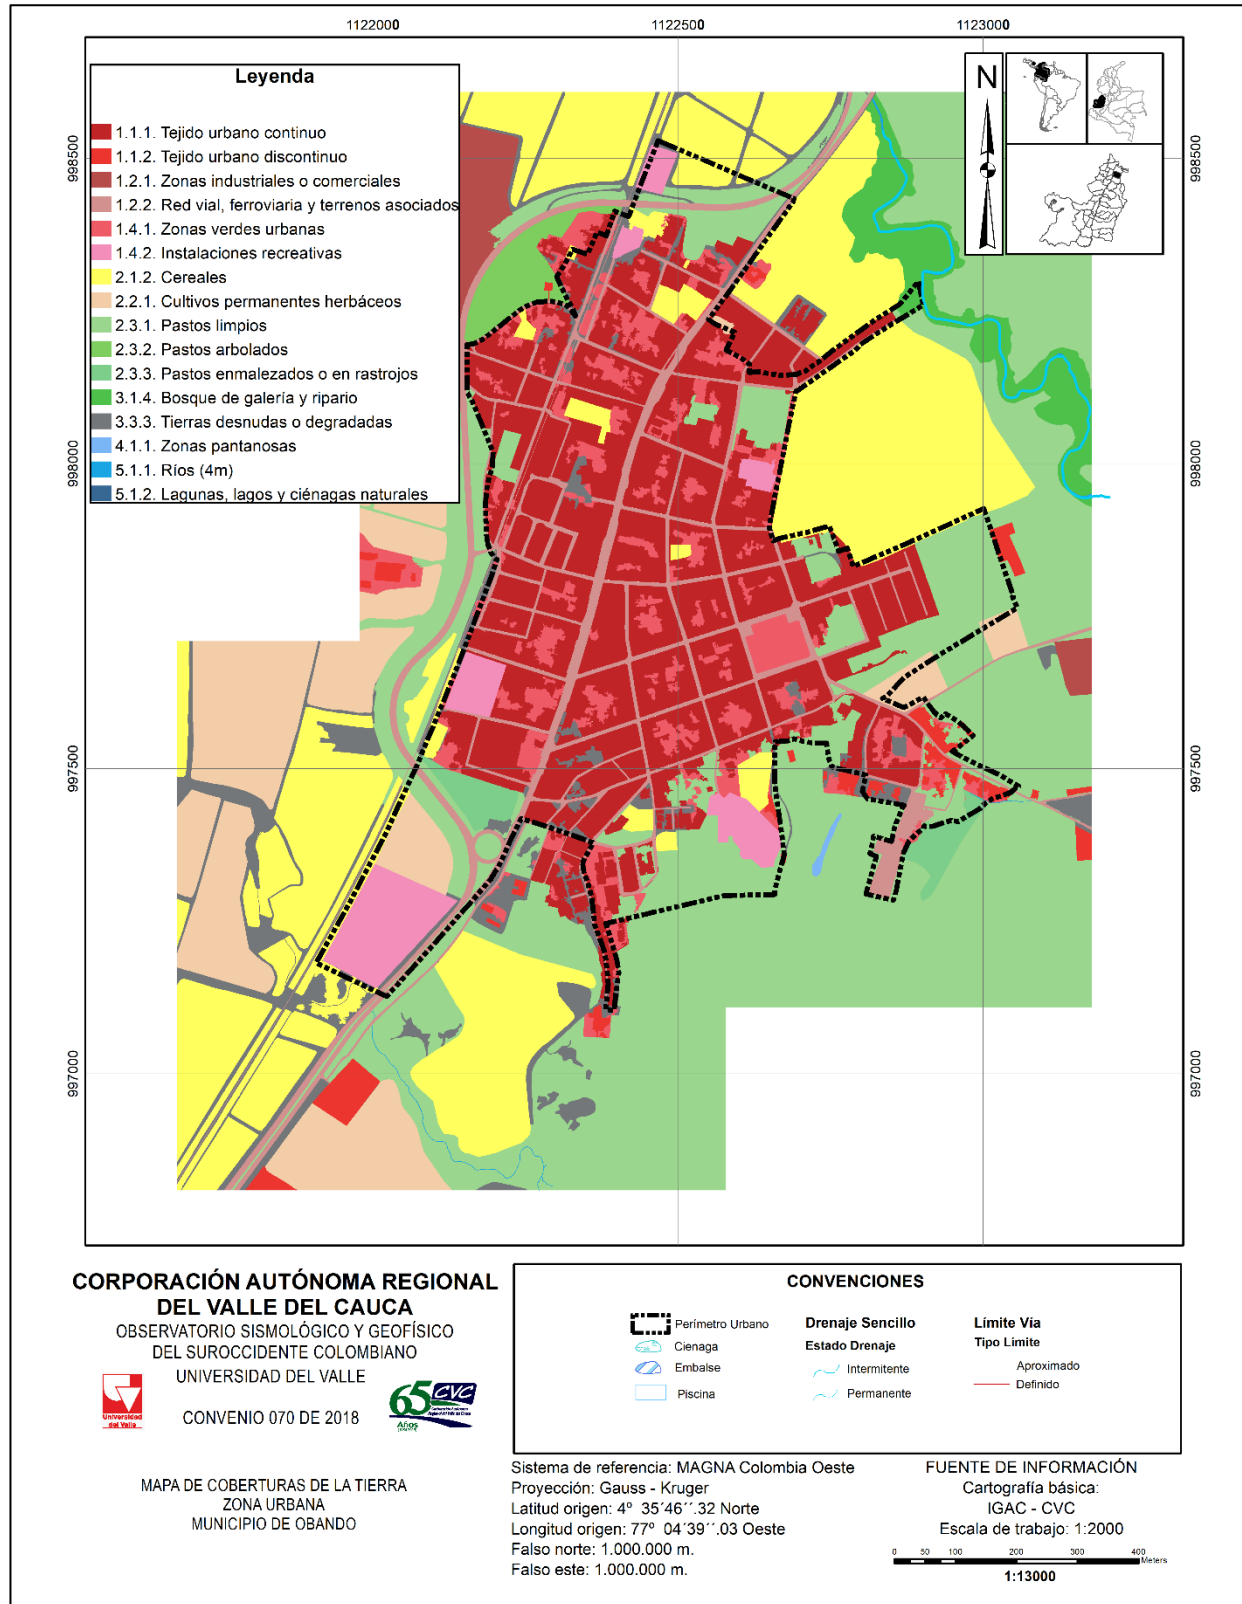 1122000
1122500
1123000
Leyenda
1.1.1. Tejido urbano continuo
1.1.2. Tejido urbano discontinuo
1.2.1. Zonas industriales o comerciales
1.2.2. Red vial, ferroviaria y terrenos asociados
1.4.1. Zonas verdes urbanas
1.4.2. Instalaciones recreativas
2.1.2. Cereales
2.2.1. Cultivos permanentes herbáceos
2.3.1. Pastos limpios
2.3.2. Pastos arbolados
2.3.3. Pastos enmalezados o en rastrojos
3.1.4. Bosque de galería y ripario
3.3.3. Tierras desnudas o degradadas
4.1.1. Zonas pantanosas
5.1.1. Ríos (4m)
5.1.2. Lagunas, lagos y ciénagas naturales
N
998500
998500
998000
998000
997500
997500
997000
997000
CORPORACIÓN AUTÓNOMA REGIONAL
DEL VALLE DEL CAUCA
OBSERVATORIO SISMOLÓGICO Y GEOFÍSICO
DEL SUROCCIDENTE COLOMBIANO
UNIVERSIDAD DEL VALLE
CONVENIO 070 DE 2018
Universidad
del Valle
65 CVC
Años
MAPA DE COBERTURAS DE LA TIERRA
ZONA URBANA
MUNICIPIO DE OBANDO
CONVENCIONES
Perímetro Urbano
Cienaga
Embalse
Piscina
Drenaje Sencillo
Estado Drenaje
Intermitente
Permanente
Límite Vía
Tipo Limite
Aproximado
Definido
Sistema de referencia: MAGNA Colombia Oeste
Proyección: Gauss - Kruger
Latitud origen: 4º 35´46´´.32 Norte
Longitud origen: 77º 04´39´´.03 Oeste
Falso norte: 1.000.000 m.
Falso este: 1.000.000 m.
FUENTE DE INFORMACIÓN
Cartografía básica:
IGAC - CVC
Escala de trabajo: 1:2000
0 50 100 200 300 400
Meters
1:13000